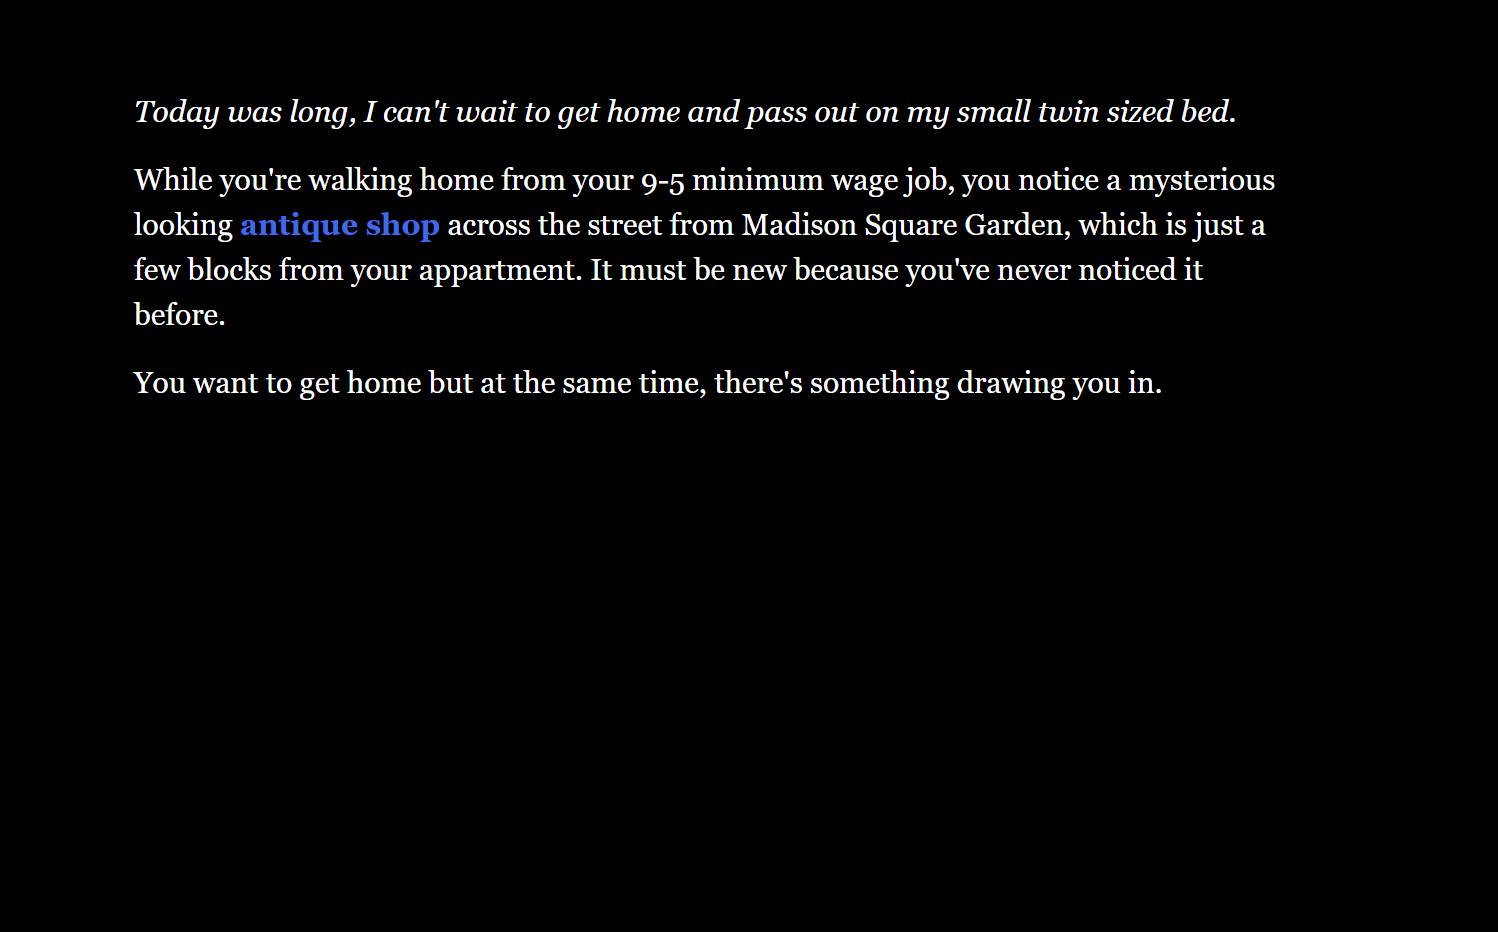 Today was long, I can't wait to get home and pass out on my small twin sized bed.
While you're walking home from your 9-5 minimum wage job, you notice a mysterious
looking antique shop across the street from Madison Square Garden, which is just a
few blocks from your appartment. It must be new because you've never noticed it
before.
You want to get home but at the same time, there's something drawing you in.